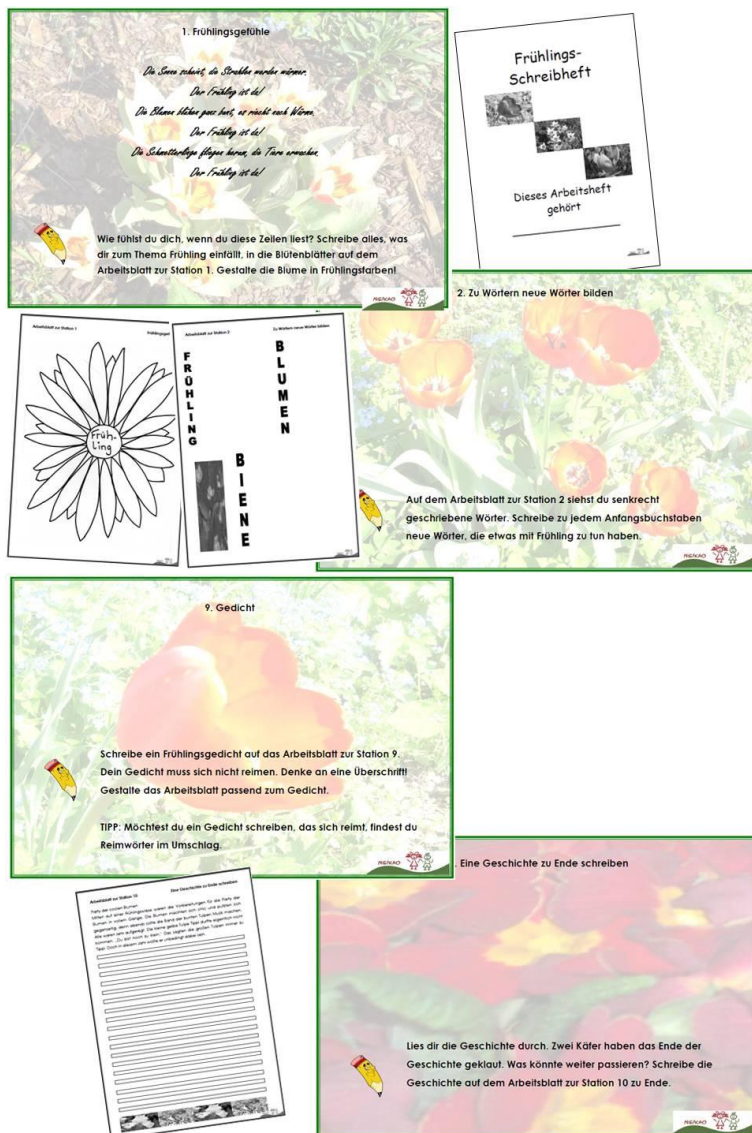 1. Frühlingsgefühle
Die Sonne scheint, die Strahlen werden wärmer.
Der Frühling ist da!
Die Blumen blühen ganz bunt, es riecht nach Wärme.
Der Frühling ist da!
Die Schmetterlinge fliegen herum, die Tiere erwachen.
Der Frühling ist da!
Wie fühlst du dich, wenn du diese Zeilen liest? Schreibe alles, was
dir zum Thema Frühling einfällt, in die Blütenblätter auf dem
Arbeitsblatt zur Station 1. Gestalte die Blume in Frühlingsfarben!
Frühlings-
Schreibheft
Dieses Arbeitsheft
gehört
2. Zu Wörtern neue Wörter bilden
Auf dem Arbeitsblatt zur Station 2 siehst du senkrecht
geschriebene Wörter. Schreibe zu jedem Anfangsbuchstaben
neue Wörter, die etwas mit Frühling zu tun haben.
Arbeitsblatt zur Station 1
Früh-
ling
Arbeitsblatt zur Station 2 Zu Wörtern neue Wörter bilden
FRÜHLING
BLUMEN
BIENE
9. Gedicht
Schreibe ein Frühlingsgedicht auf das Arbeitsblatt zur Station 9.
Dein Gedicht muss sich nicht reimen. Denke an eine Überschrift!
Gestalte das Arbeitsblatt passend zum Gedicht.
TIPP: Möchtest du ein Gedicht schreiben, das sich reimt, findest du
Reimwörter im Umschlag.
. Eine Geschichte zu Ende schreiben
Lies dir die Geschichte durch. Zwei Käfer haben das Ende der
Geschichte geklaut. Was könnte weiter passieren? Schreibe die
Geschichte auf dem Arbeitsblatt zur Station 10 zu Ende.
Arbeitsblatt zur Station 10 Eine Geschichte zu Ende schreiben